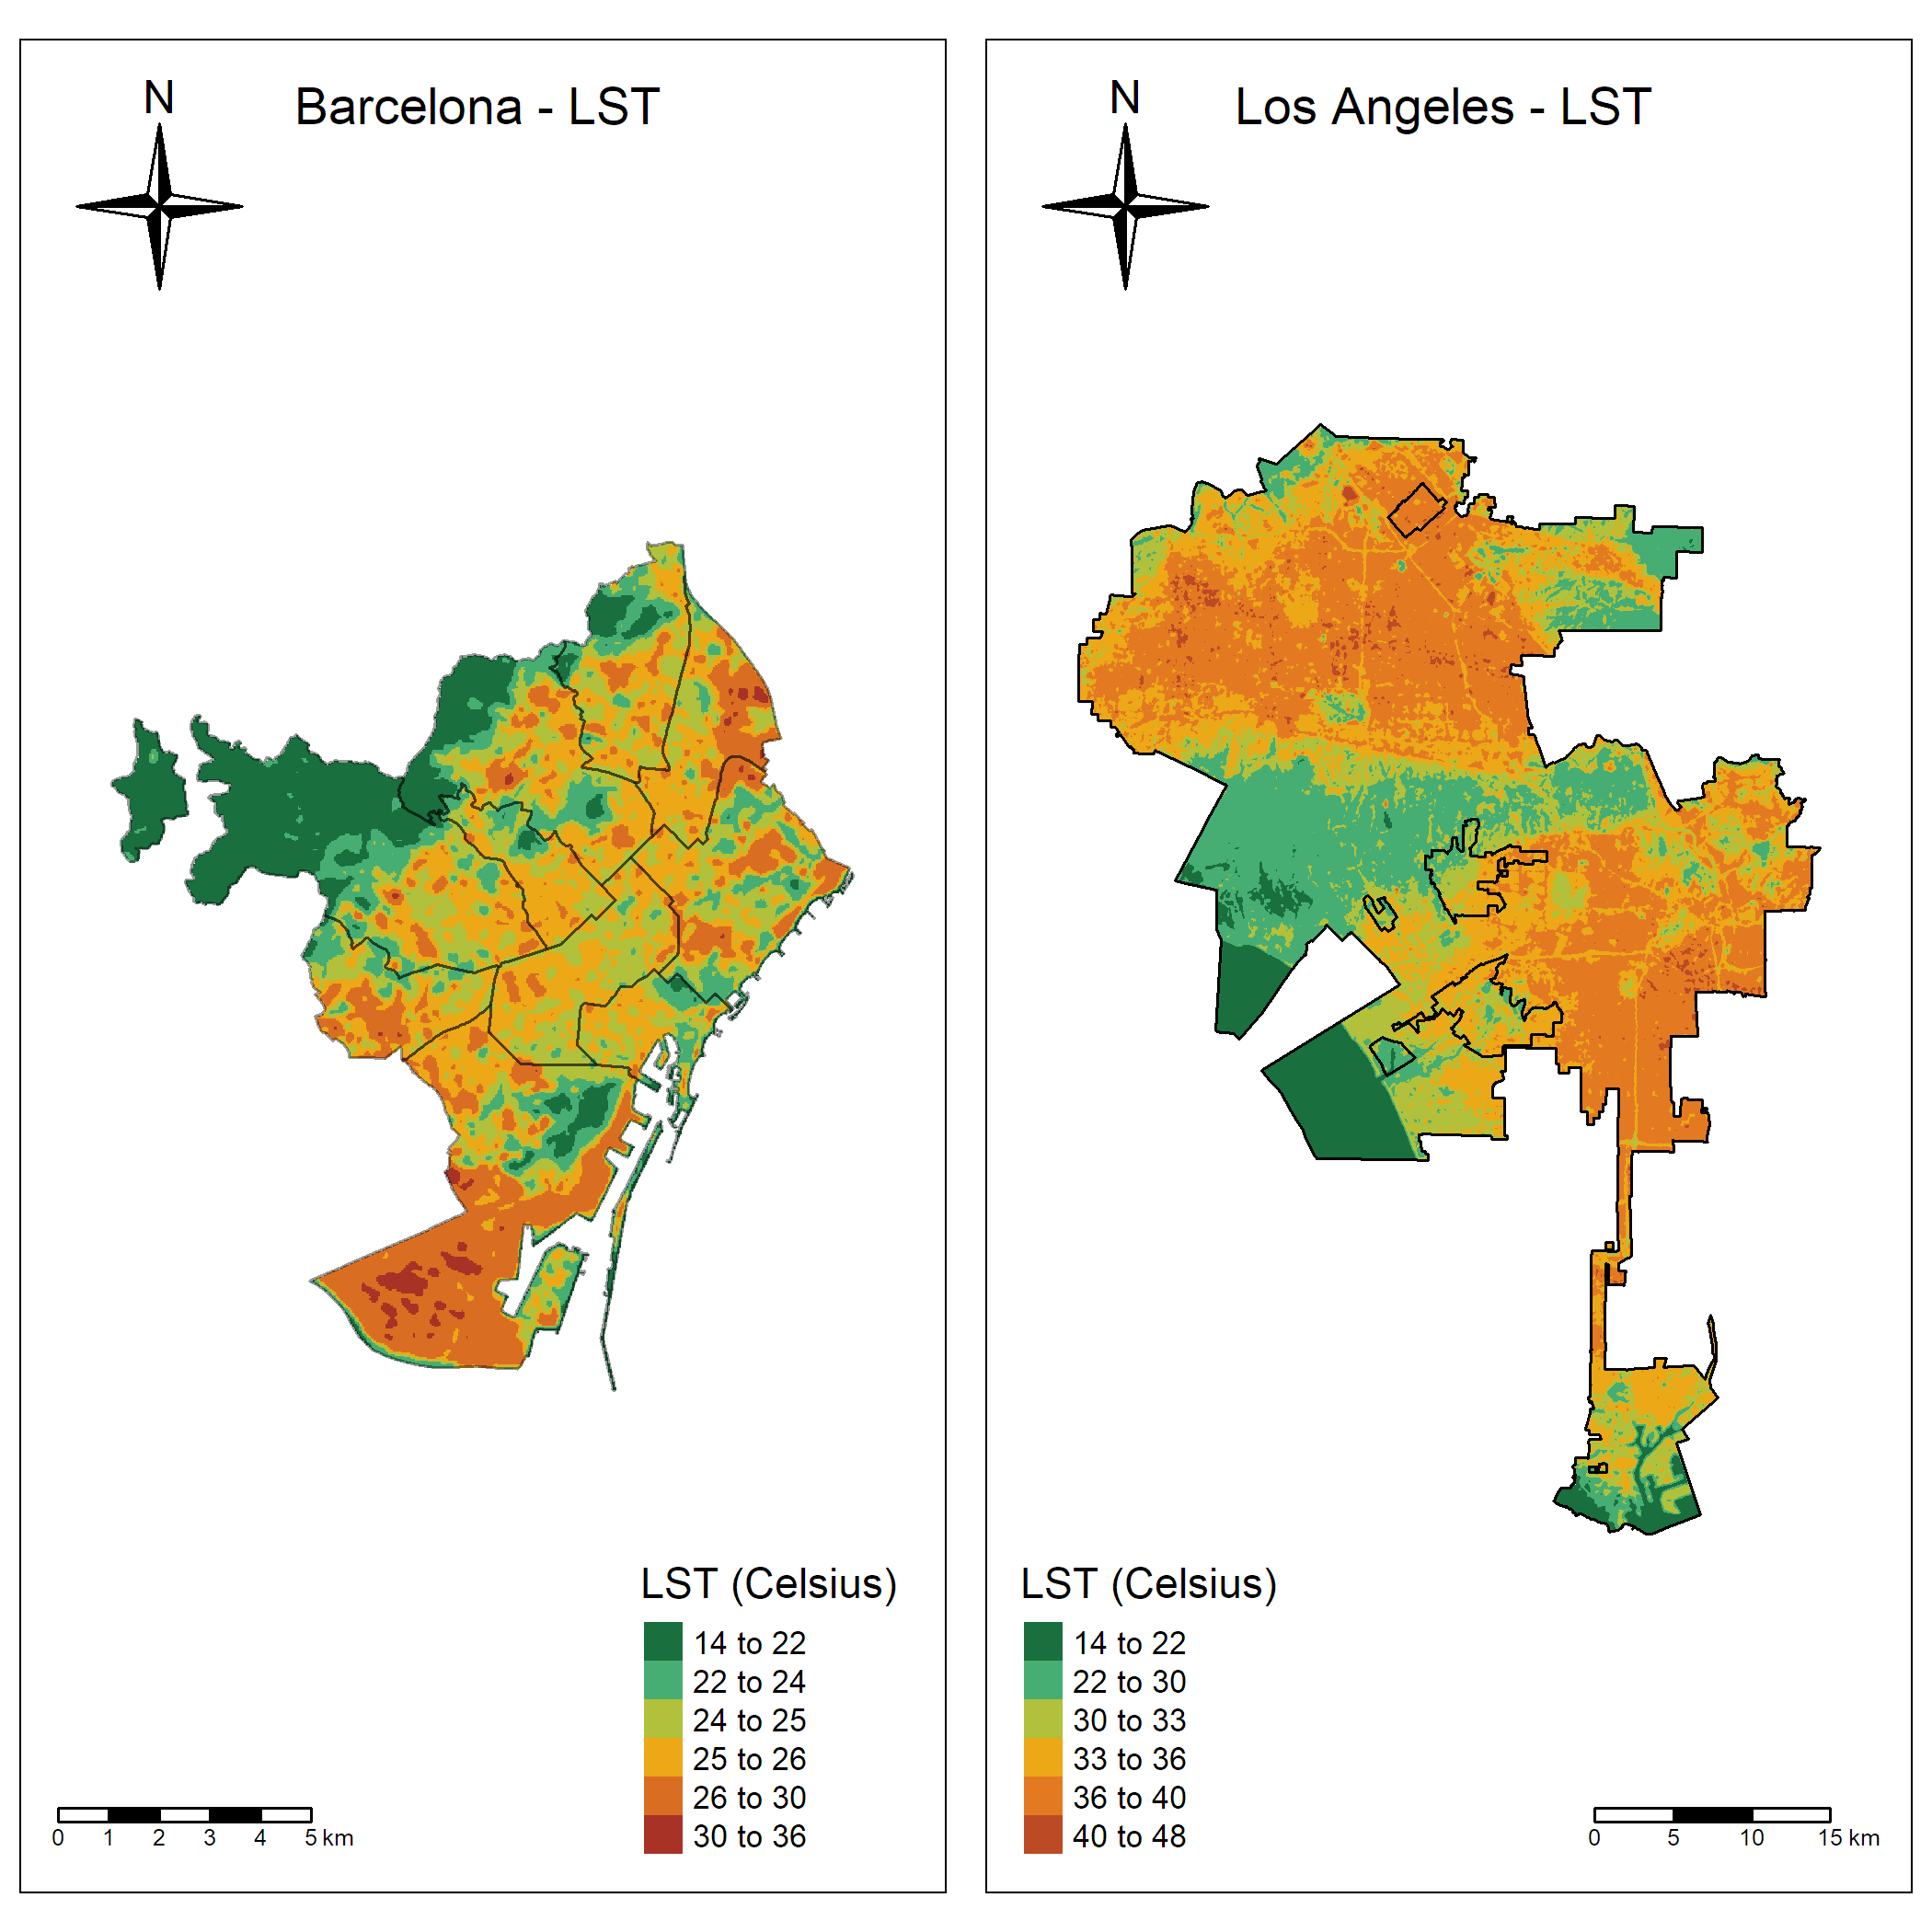 N
Barcelona - LST
LST (Celsius)
14 to 22
22 to 24
24 to 25
25 to 26
26 to 30
30 to 36
0 1 2 3 4 5 km
N
Los Angeles - LST
LST (Celsius)
14 to 22
22 to 30
30 to 33
33 to 36
36 to 40
40 to 48
0 5 10 15 km